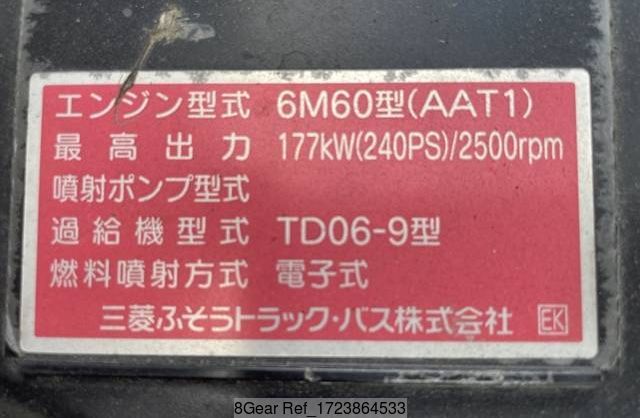 エンジン型式 6M60型(AAT1)
最高出力 177kW(240PS)/2500rpm
噴射ポンプ型式
過給機型式 TD06-9型
燃料噴射方式 電子式
三菱ふそうトラック・バス株式会社 EK
8Gear Ref_1723864533